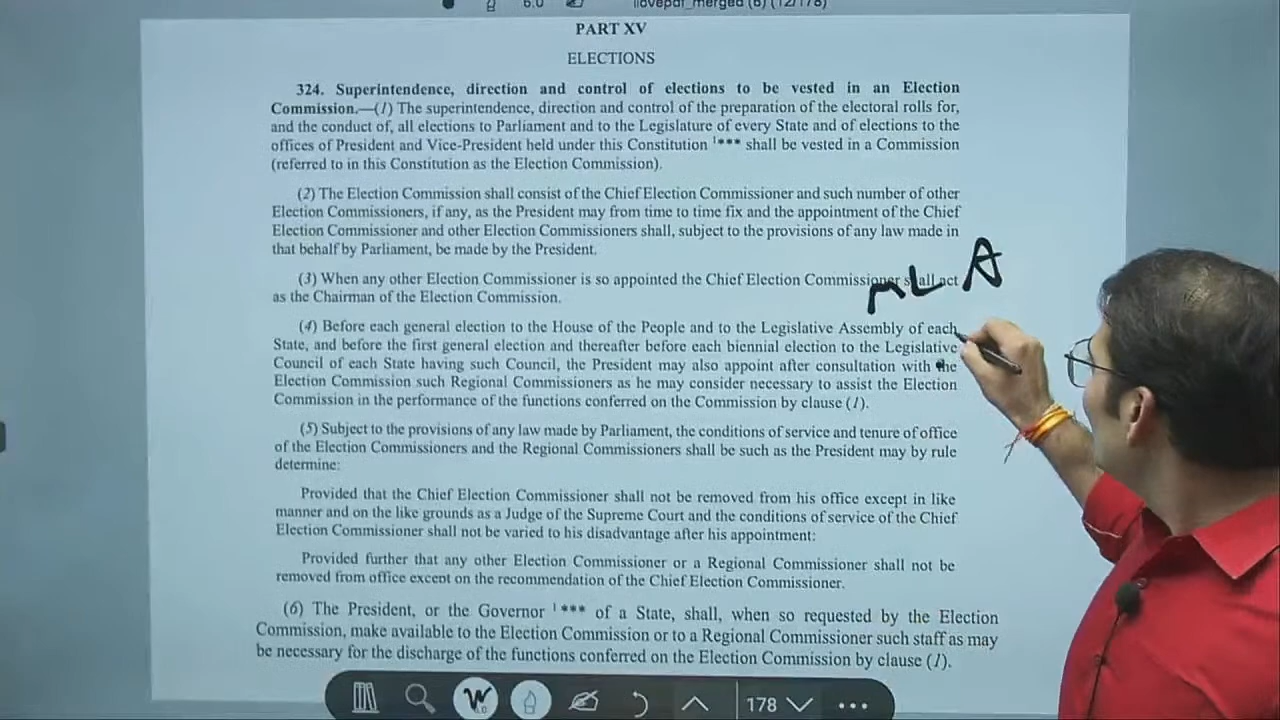 6.0 ilovepdf_merged (6) (12/178)
PART XV
ELECTIONS
324. Superintendence, direction and control of elections to be vested in an Election
Commission.—(1) The superintendence, direction and control of the preparation of the electoral rolls for,
and the conduct of, all elections to Parliament and to the Legislature of every State and of elections to the
offices of President and Vice-President held under this Constitution 1*** shall be vested in a Commission
(referred to in this Constitution as the Election Commission).
(2) The Election Commission shall consist of the Chief Election Commissioner and such number of other
Election Commissioners, if any, as the President may from time to time fix and the appointment of the Chief
Election Commissioner and other Election Commissioners shall, subject to the provisions of any law made in
that behalf by Parliament, be made by the President.
(3) When any other Election Commissioner is so appointed the Chief Election Commissioner shall act
as the Chairman of the Election Commission.
MLA
(4) Before each general election to the House of the People and to the Legislative Assembly of each
State, and before the first general election and thereafter before each biennial election to the Legislative
Council of each State having such Council, the President may also appoint after consultation with the
Election Commission such Regional Commissioners as he may consider necessary to assist the Election
Commission in the performance of the functions conferred on the Commission by clause (1).
(5) Subject to the provisions of any law made by Parliament, the conditions of service and tenure of office
of the Election Commissioners and the Regional Commissioners shall be such as the President may by rule
determine:
Provided that the Chief Election Commissioner shall not be removed from his office except in like
manner and on the like grounds as a Judge of the Supreme Court and the conditions of service of the Chief
Election Commissioner shall not be varied to his disadvantage after his appointment:
Provided further that any other Election Commissioner or a Regional Commissioner shall not be
removed from office except on the recommendation of the Chief Election Commissioner.
(6) The President, or the Governor 1*** of a State, shall, when so requested by the Election
Commission, make available to the Election Commission or to a Regional Commissioner such staff as may
be necessary for the discharge of the functions conferred on the Election Commission by clause (1).
178